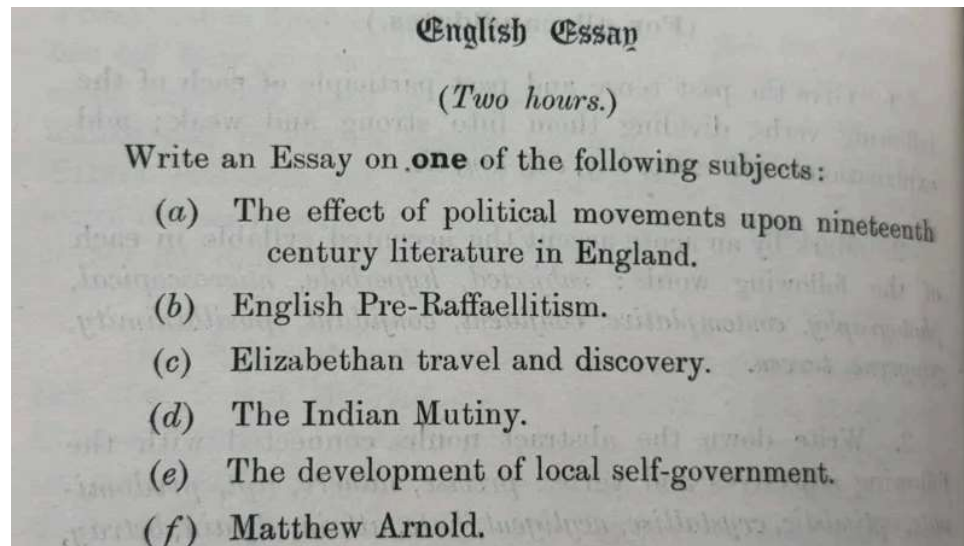 English Essay
(Two hours.)
Write an Essay on one of the following subjects:
(a) The effect of political movements upon nineteenth
century literature in England.
(b) English Pre-Raffaellitism.
(c) Elizabethan travel and discovery.
(d) The Indian Mutiny.
(e) The development of local self-government.
(f) Matthew Arnold.